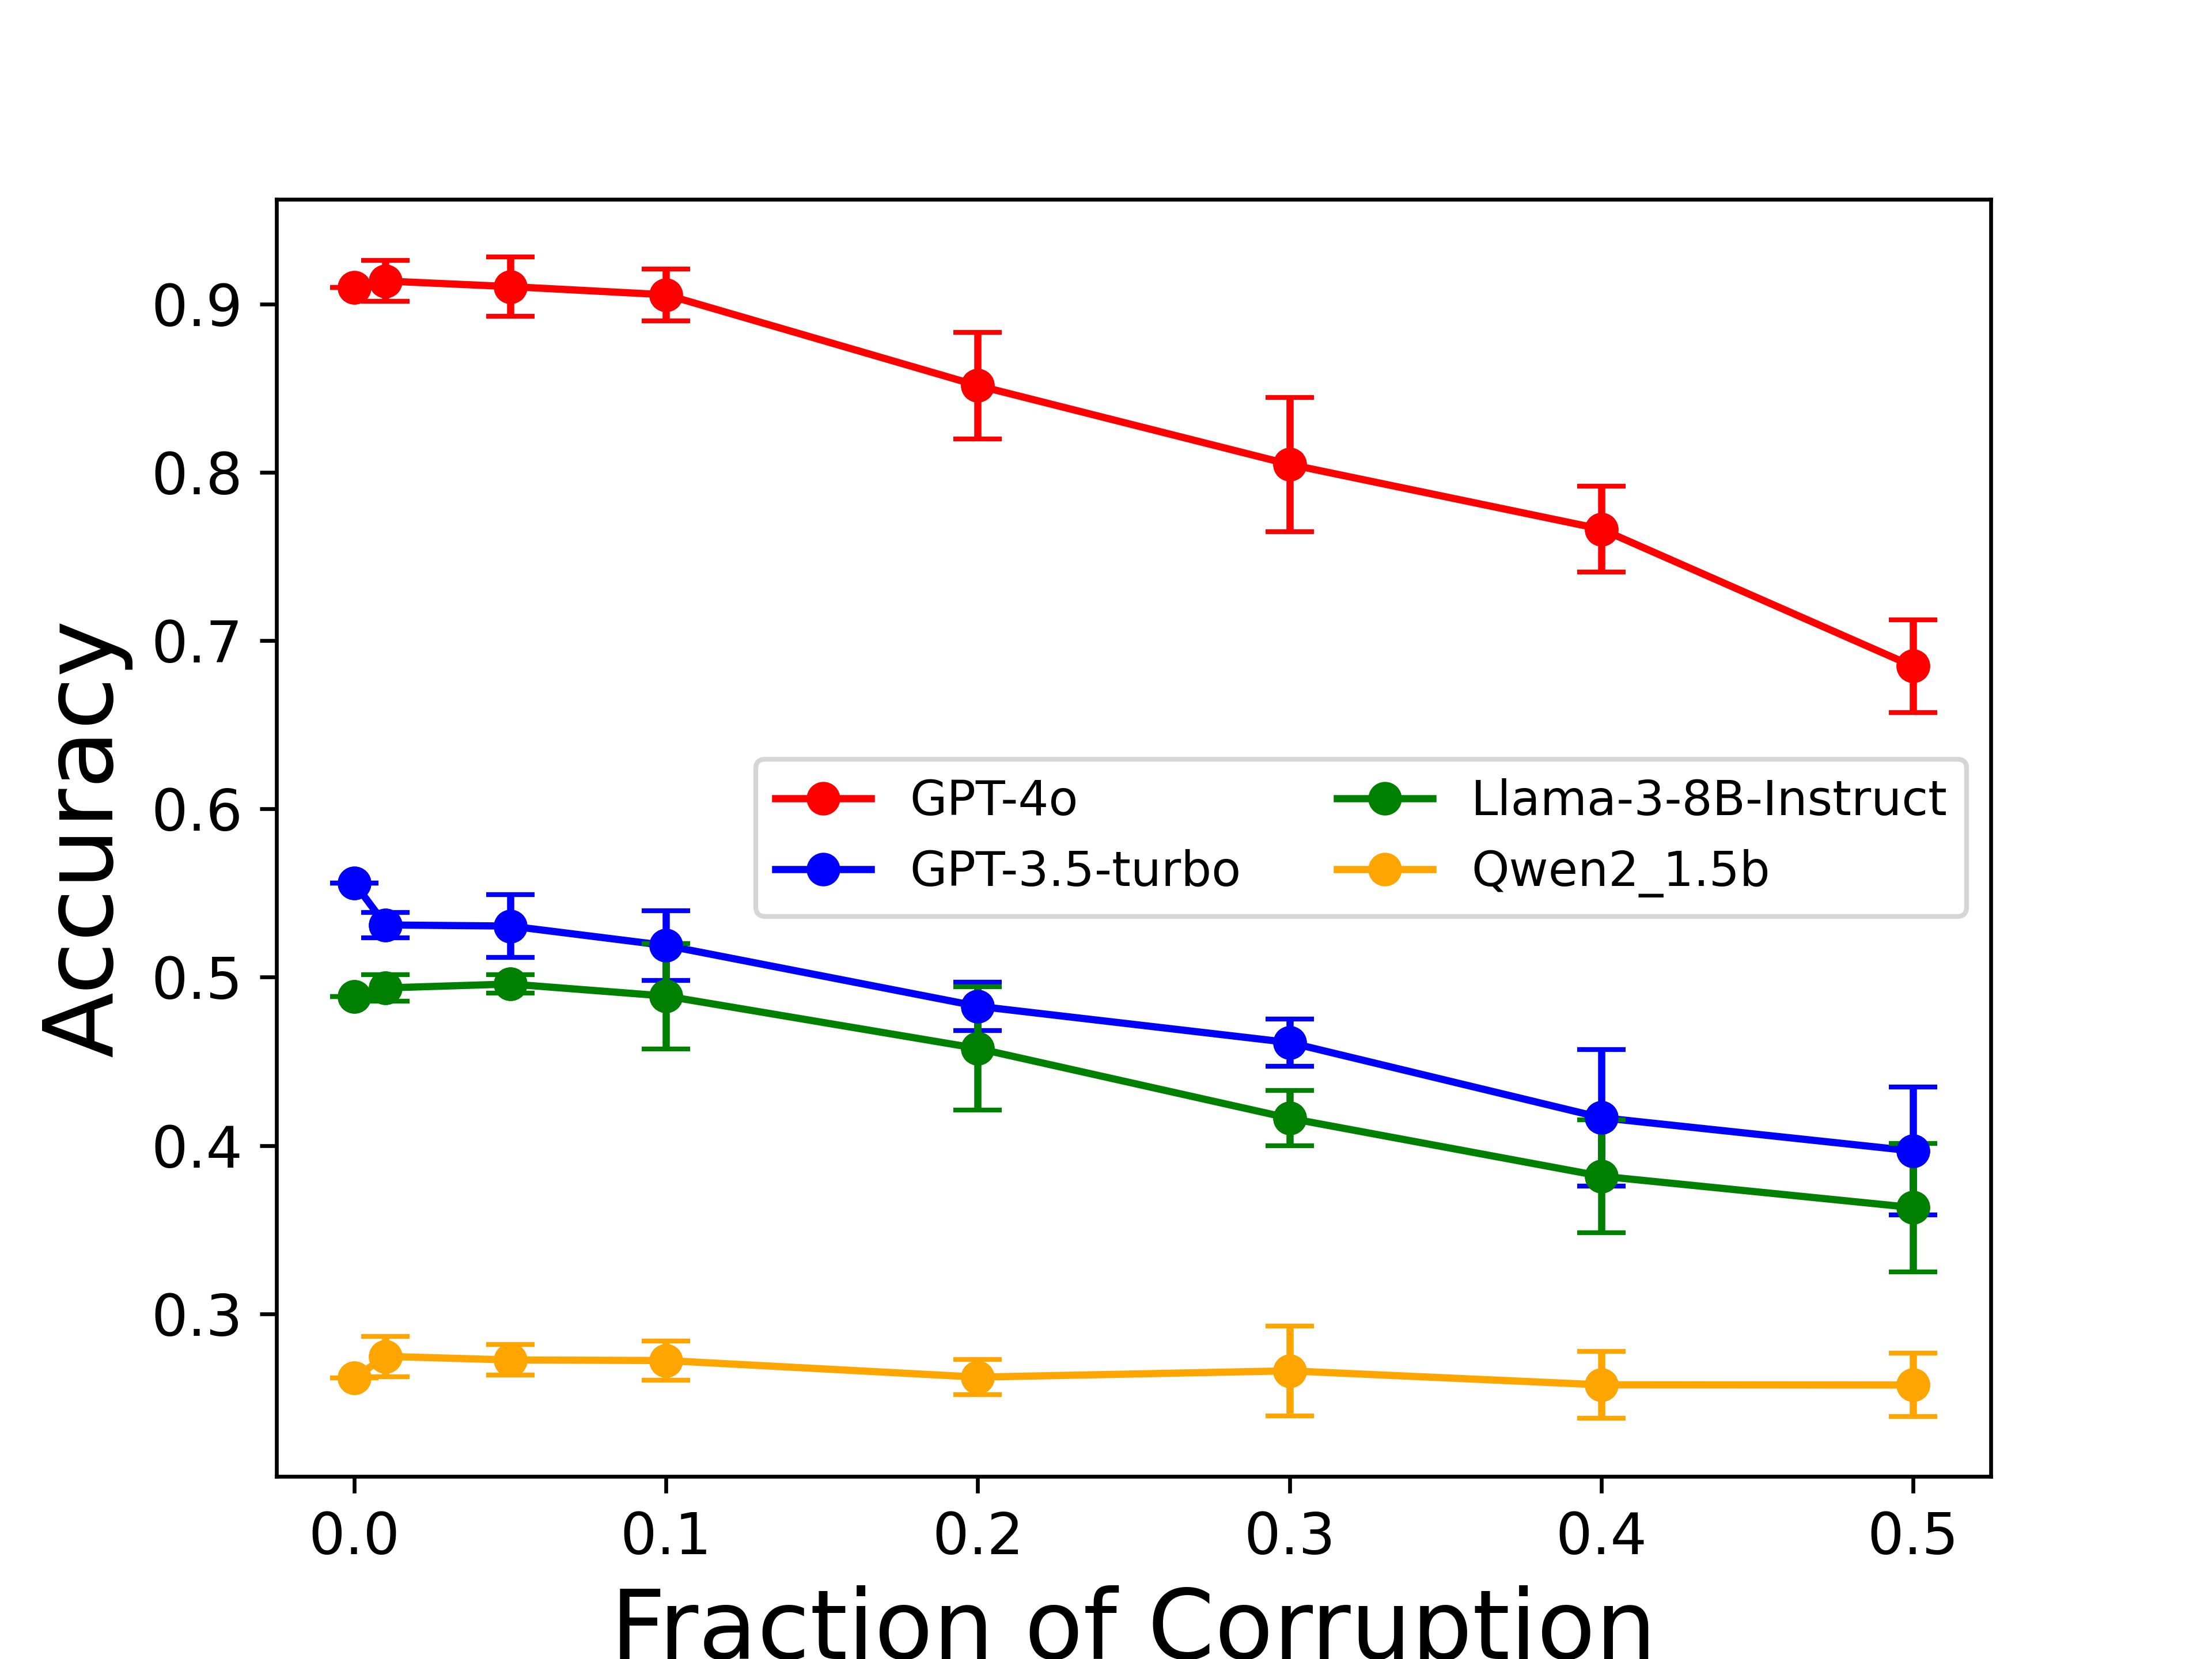 0.9
0.8
0.7
0.6
0.5
0.4
0.3
Accuracy
GPT-4o
GPT-3.5-turbo
Llama-3-8B-Instruct
Qwen2_1.5b
0.0 0.1 0.2 0.3 0.4 0.5
Fraction of Corruption